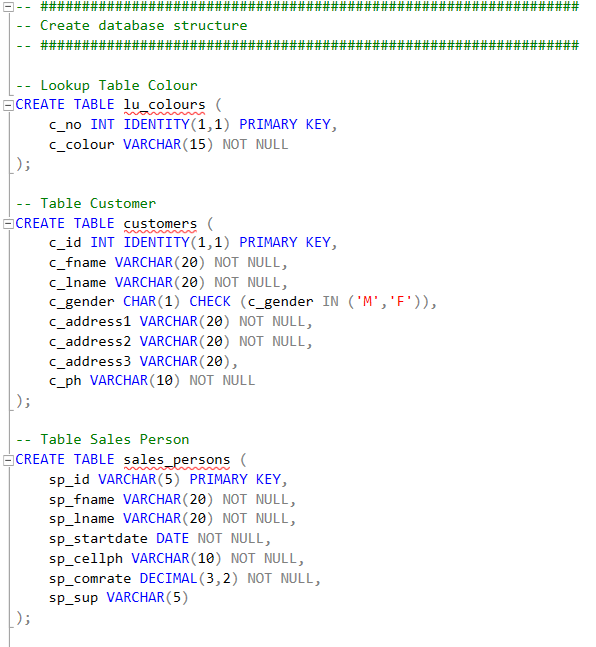 -- #################################################################
-- Create database structure
-- #################################################################
-- Lookup Table Colour
CREATE TABLE lu_colours (
c_no INT IDENTITY(1,1) PRIMARY KEY,
c_colour VARCHAR(15) NOT NULL
);
-- Table Customer
CREATE TABLE customers (
c_id INT IDENTITY(1,1) PRIMARY KEY,
c_fname VARCHAR(20) NOT NULL,
c_lname VARCHAR(20) NOT NULL,
c_gender CHAR(1) CHECK (c_gender IN ('M','F')),
c_address1 VARCHAR(20) NOT NULL,
c_address2 VARCHAR(20) NOT NULL,
c_address3 VARCHAR(20),
c_ph VARCHAR(10) NOT NULL
);
-- Table Sales Person
CREATE TABLE sales_persons (
sp_id VARCHAR(5) PRIMARY KEY,
sp_fname VARCHAR(20) NOT NULL,
sp_lname VARCHAR(20) NOT NULL,
sp_startdate DATE NOT NULL,
sp_cellph VARCHAR(10) NOT NULL,
sp_comrate DECIMAL(3,2) NOT NULL,
sp_sup VARCHAR(5)
);